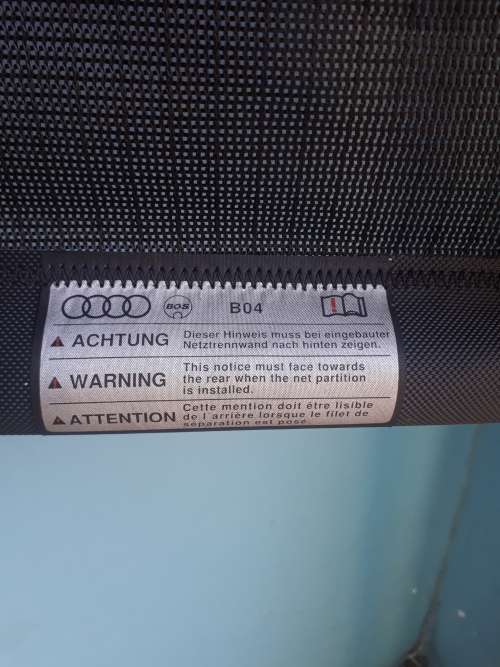 BOS B04
ACHTUNG Dieser Hinweis muss bei eingebauter
Netztrennwand nach hinten zeigen.
WARNING This notice must face towards
the rear when the net partition
is installed.
ATTENTION Cette mention doit être lisible
de l arrière lorsque le filet de
séparation est posé.